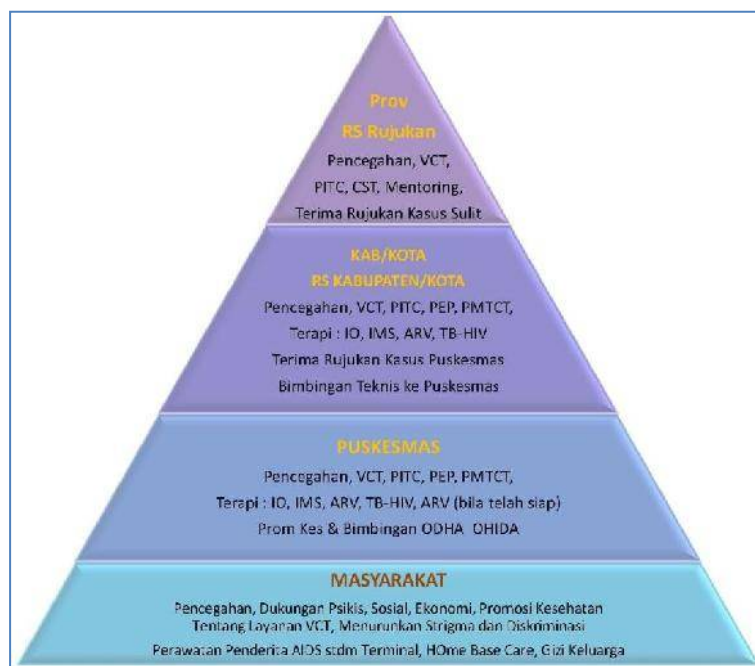 Prov
RS Rujukan
Pencegahan, VCT,
PITC, CST, Mentoring,
Terima Rujukan Kasus Sulit
KAB/KOTA
RS KABUPATEN/KOTA
Pencegahan, VCT, PITC, PEP, PMTCT,
Terapi : IO, IMS, ARV, TB-HIV
Terima Rujukan Kasus Puskesmas
Bimbingan Teknis ke Puskesmas
PUSKESMAS
Pencegahan, VCT, PITC, PEP, PMTCT,
Terapi : IO, IMS, ARV, TB-HIV, ARV (bila telah siap)
Prom Kes & Bimbingan ODHA OHIDA
MASYARAKAT
Pencegahan, Dukungan Psikis, Sosial, Ekonomi, Promosi Kesehatan
Tentang Layanan VCT, Menurunkan Strigma dan Diskriminasi
Perawatan Penderita AIDS stdm Terminal, HOme Base Care, Gizi Keluarga